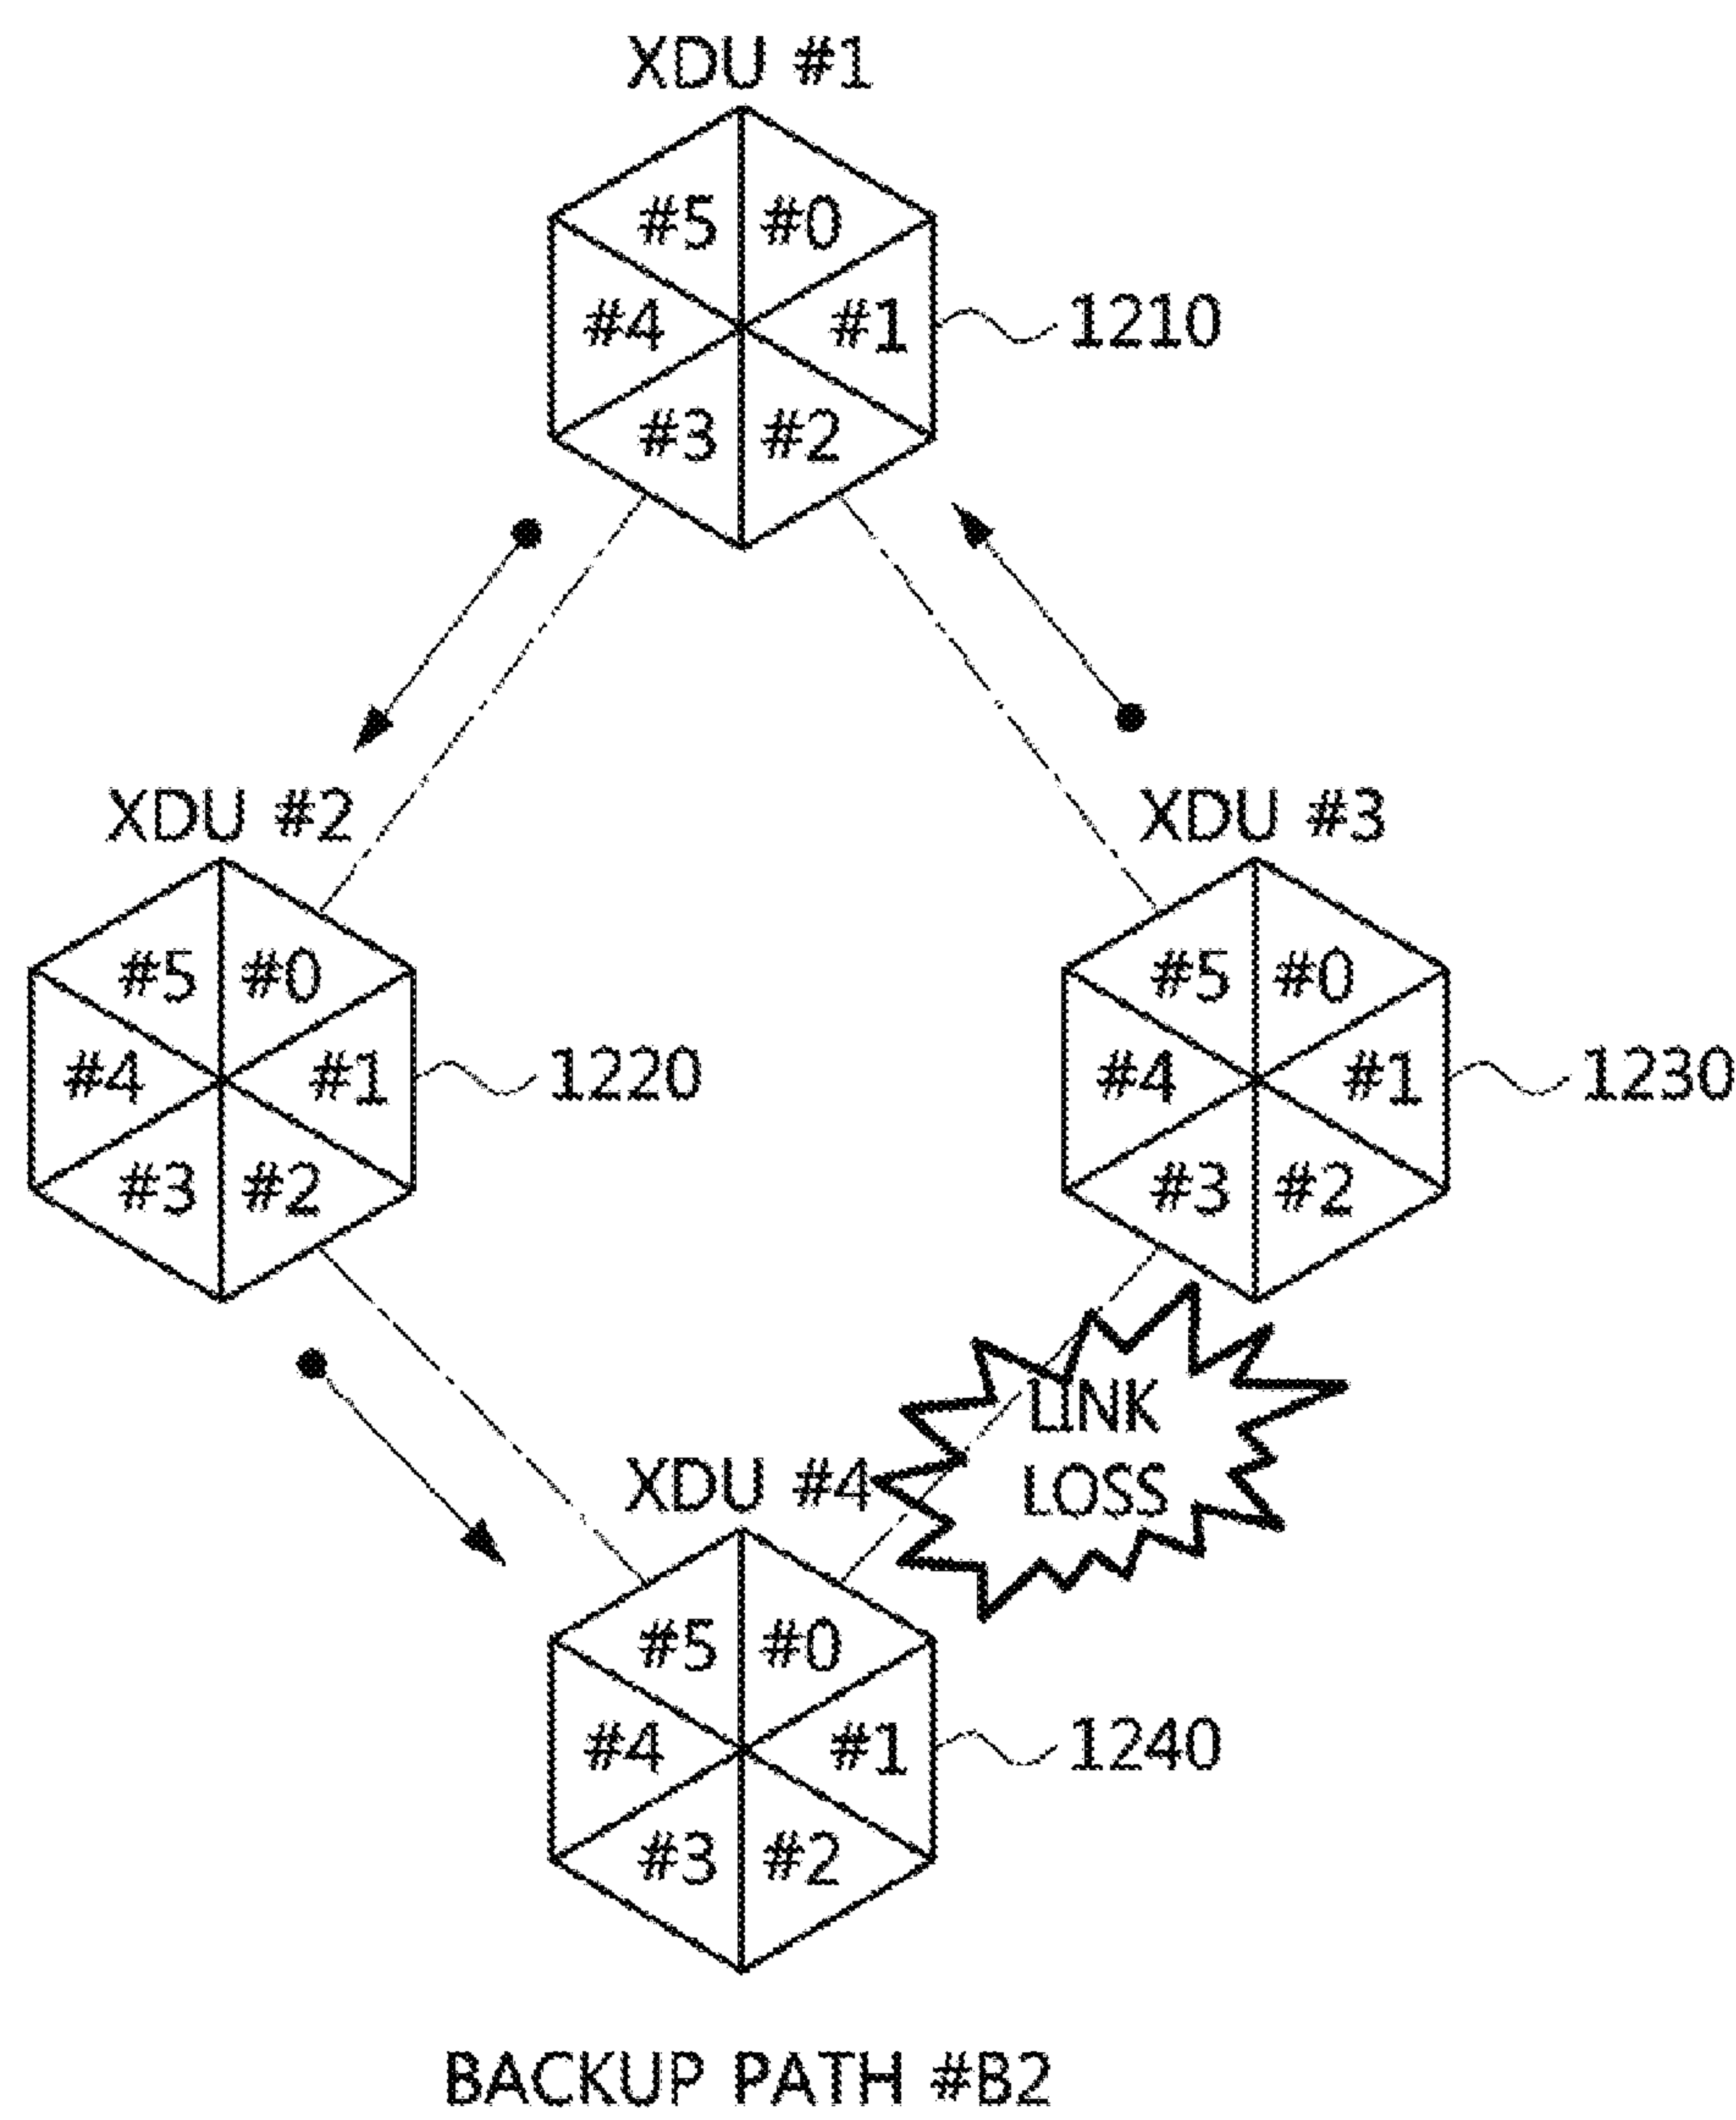 XDU #1
#5 #0
#4 #1 1210
#3 #2
XDU #2 XDU #3
#5 #0 #5 #0
#4 #1 1220 #4 #1 1230
#3 #2 #3 #2
LINK
LOSS
XDU #4
#5 #0
#4 #1 1240
#3 #2
BACKUP PATH #B2